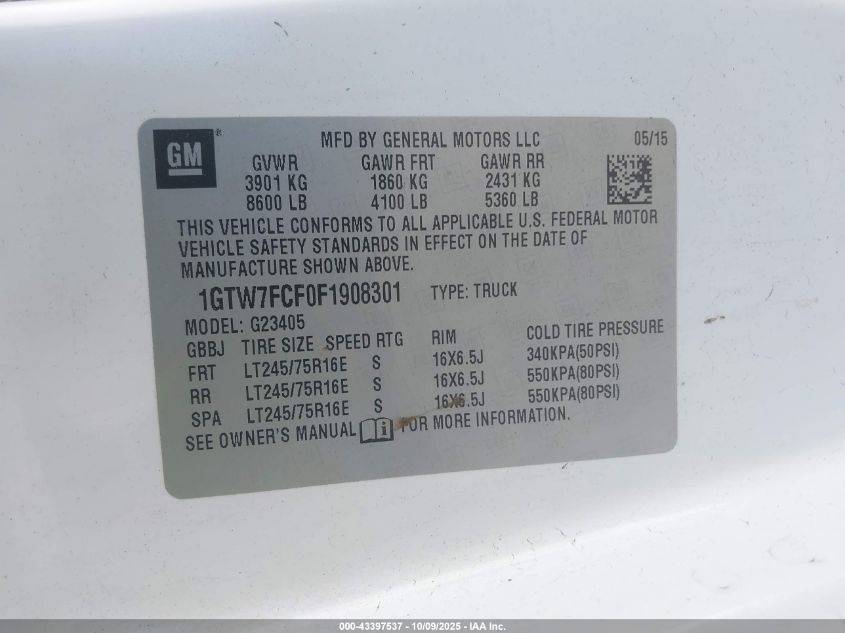 GM ® MFD BY GENERAL MOTORS LLC 05/15
GVWR GAWR FRT GAWR RR
3901 KG 1860 KG 2431 KG
8600 LB 4100 LB 5360 LB
THIS VEHICLE CONFORMS TO ALL APPLICABLE U.S. FEDERAL MOTOR
VEHICLE SAFETY STANDARDS IN EFFECT ON THE DATE OF
MANUFACTURE SHOWN ABOVE.
1GTW7FCF0F1908301 TYPE: TRUCK
MODEL: G23405
GBBJ TIRE SIZE SPEED RTG RIM COLD TIRE PRESSURE
FRT LT245/75R16E S 16X6.5J 340KPA(50PSI)
RR LT245/75R16E S 16X6.5J 550KPA(80PSI)
SPA LT245/75R16E S 16X6.5J 550KPA(80PSI)
SEE OWNER'S MANUAL i FOR MORE INFORMATION.
000-43397537 - 10/09/2025 - IAA Inc.